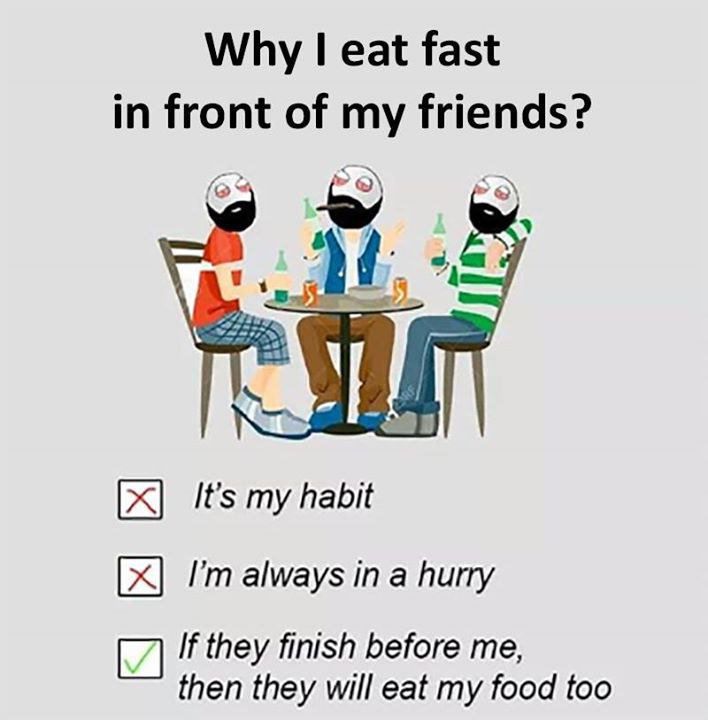 Why I eat fast
in front of my friends?
It's my habit
I'm always in a hurry
If they finish before me,
then they will eat my food too